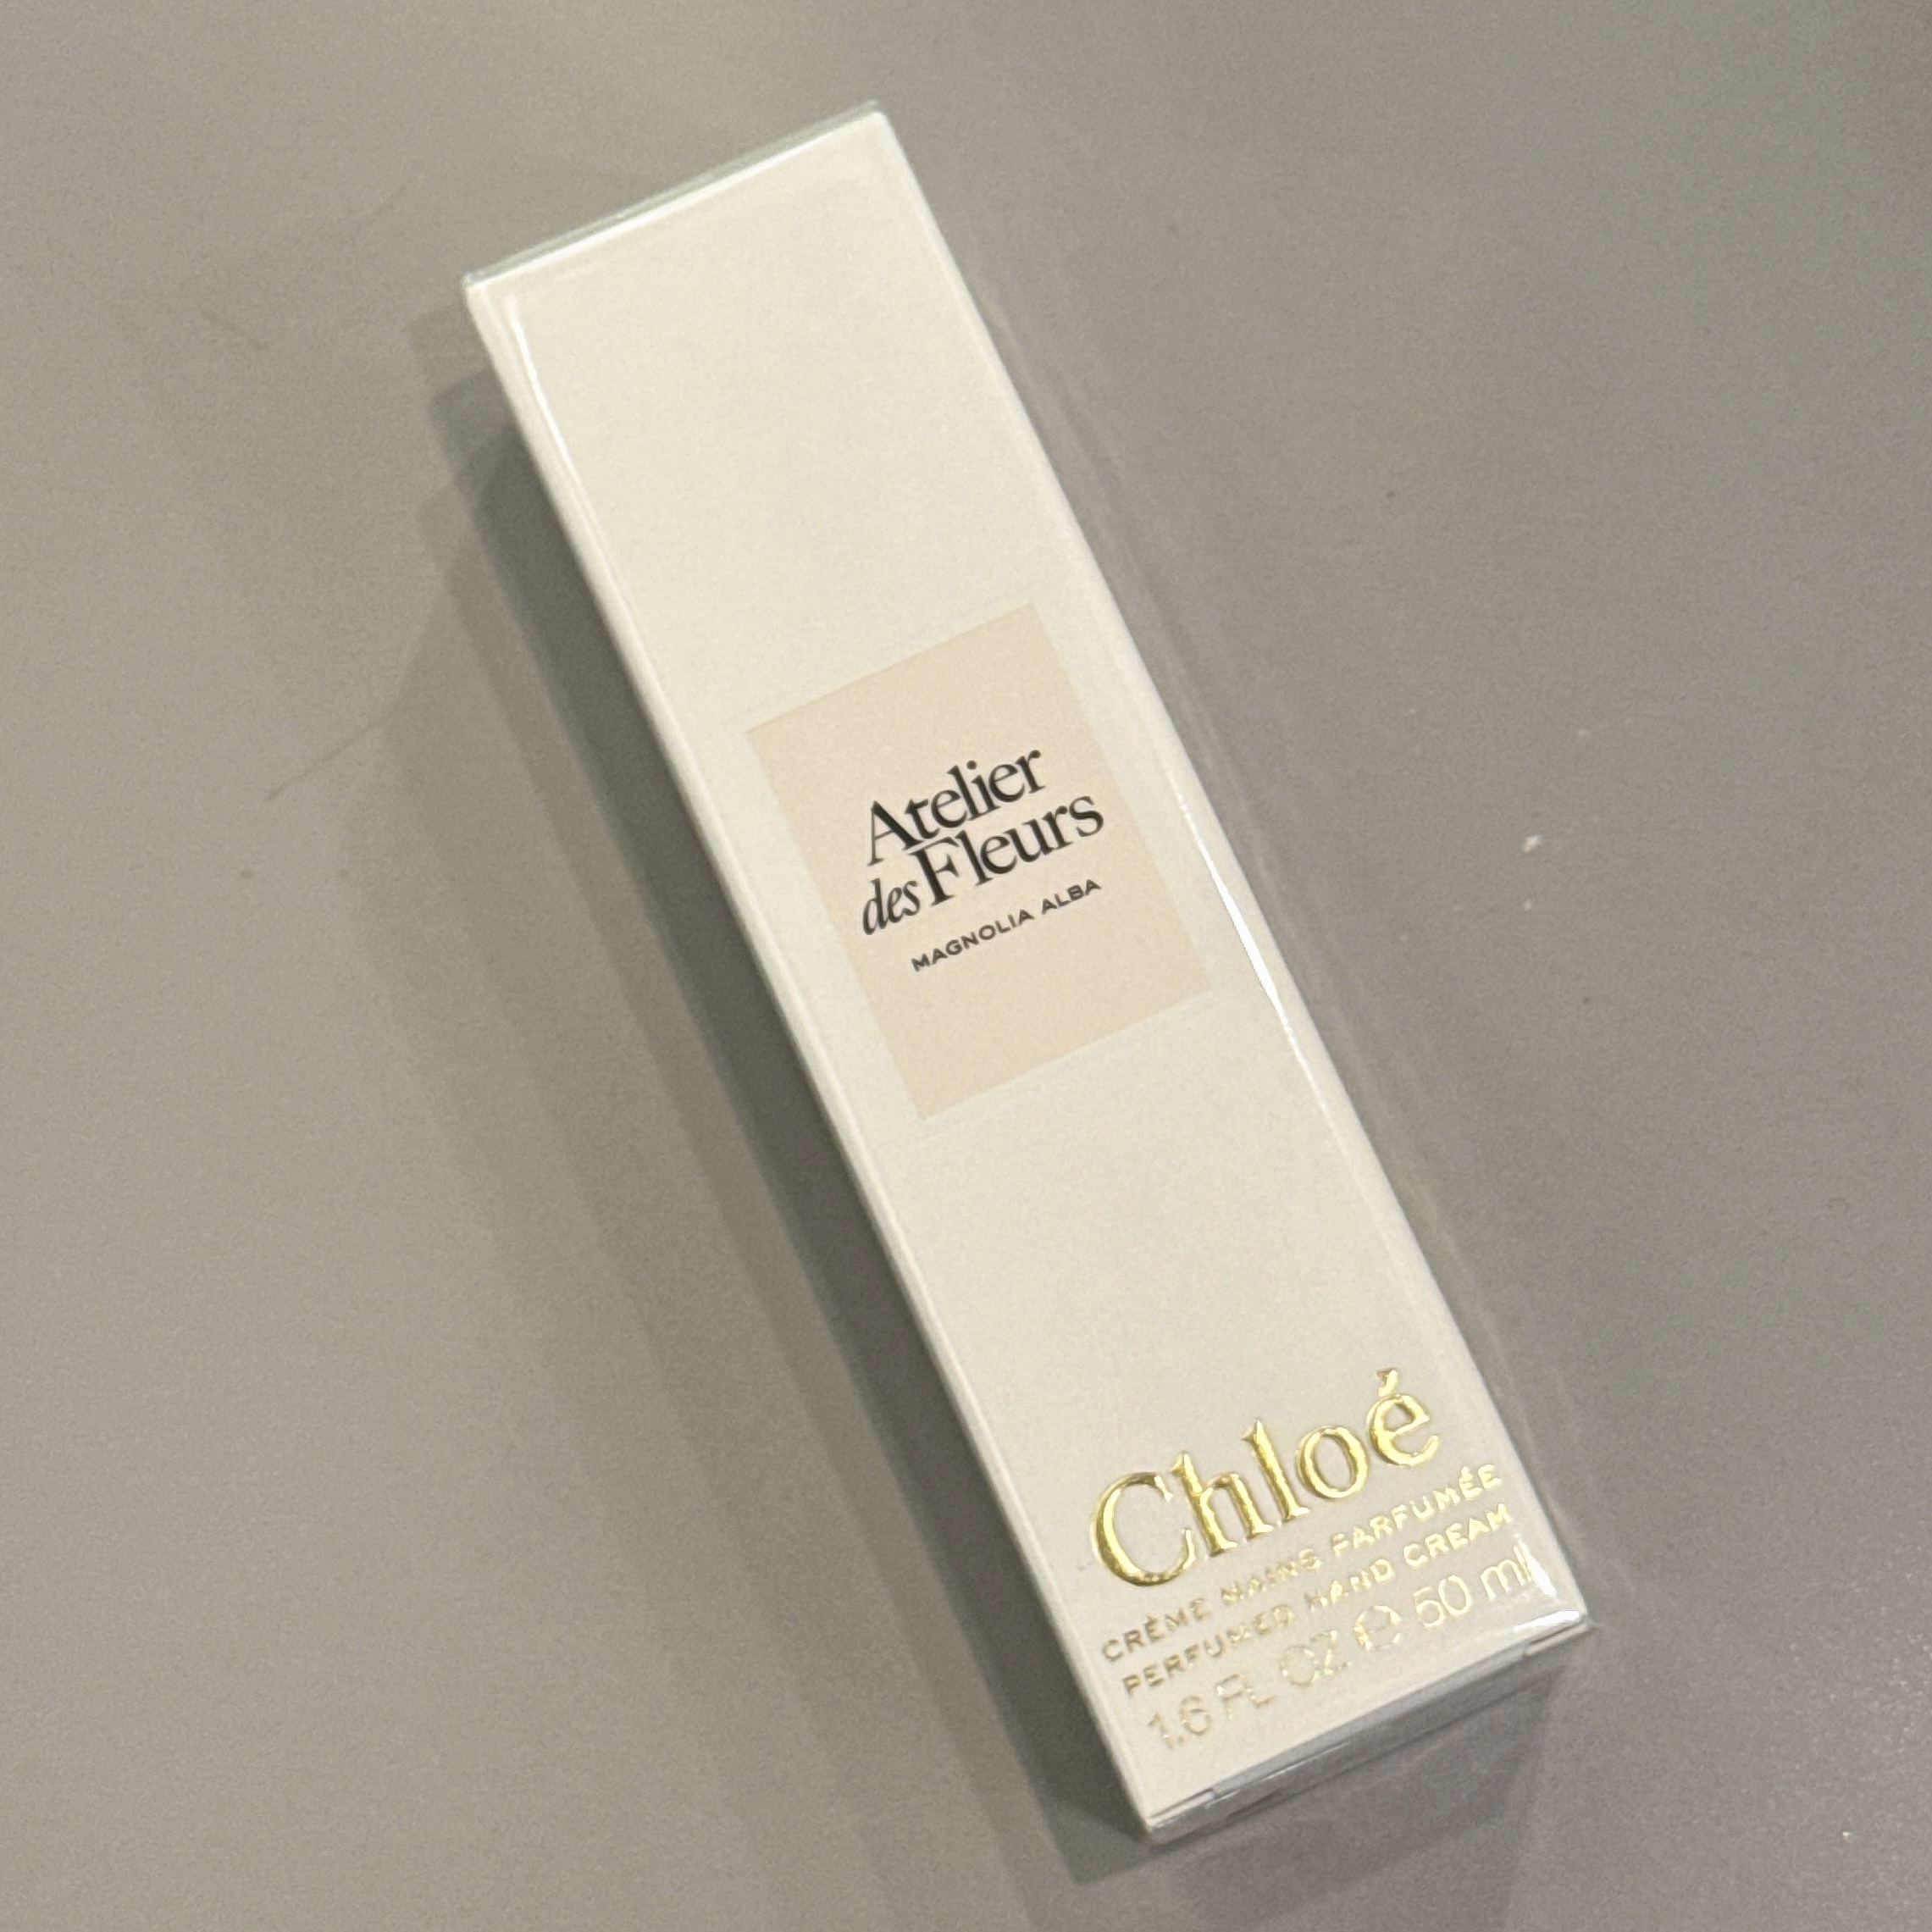 Atelier
des Fleurs
MAGNOLIA ALBA
Chloé
CRÈME MAINS PARFUMÉE
PERFUMED HAND CREAM
1.6 FL OZ ℮ 50 ml